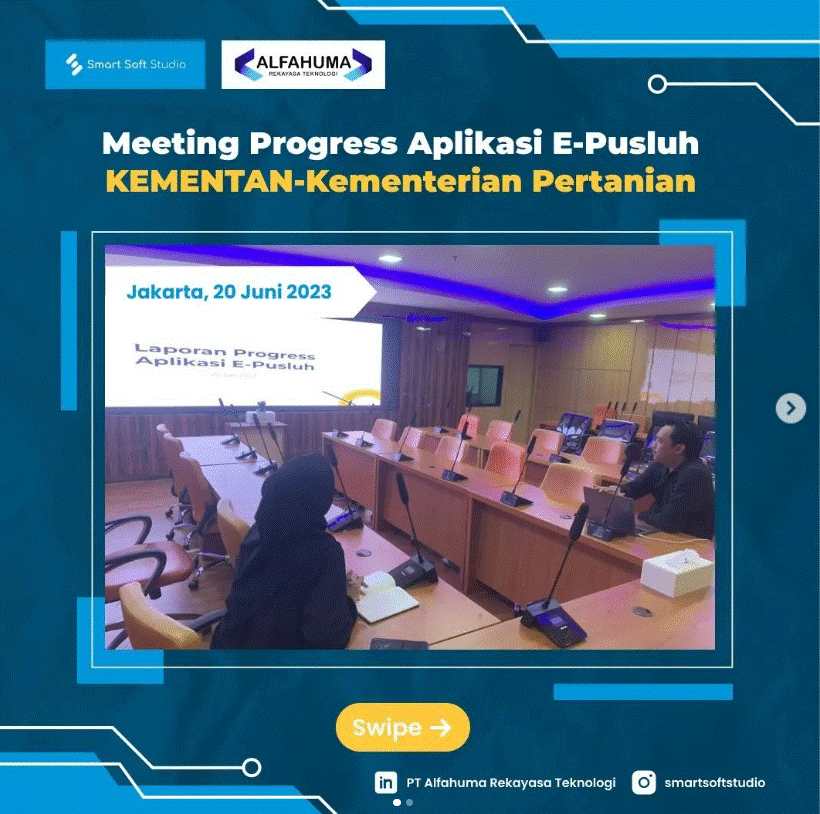 Smart Soft Studio
ALFAHUMA
REKAYASA TEKNOLOGI
Meeting Progress Aplikasi E-Pusluh
KEMENTAN-Kementerian Pertanian
Jakarta, 20 Juni 2023
Laporan Progress
Aplikasi E-Pusluh
Swipe
PT Alfahuma Rekayasa Teknologi
smartsoftstudio